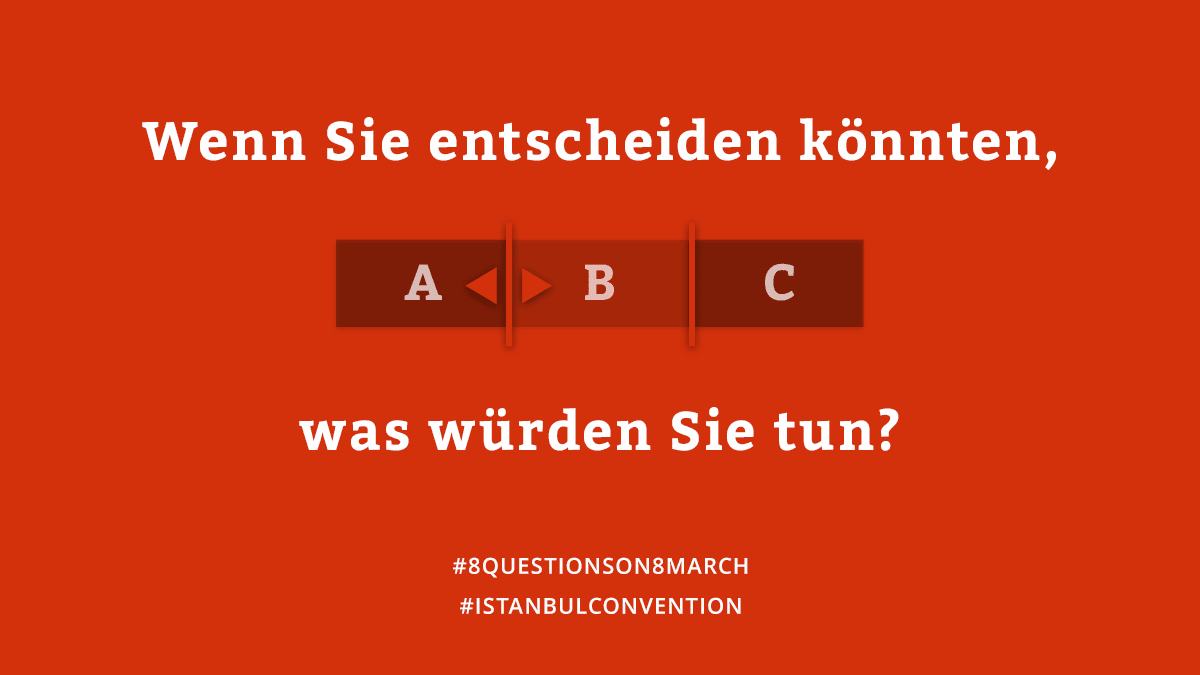 Wenn Sie entscheiden könnten,
A B C
was würden Sie tun?
#8QUESTIONSON8MARCH
#ISTANBULCONVENTION